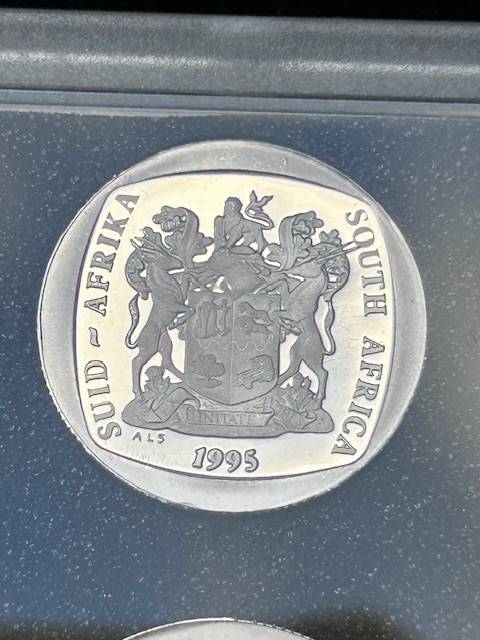 SUID ~ AFRIKA
SOUTH AFRICA
UNITATE
ALS
1995